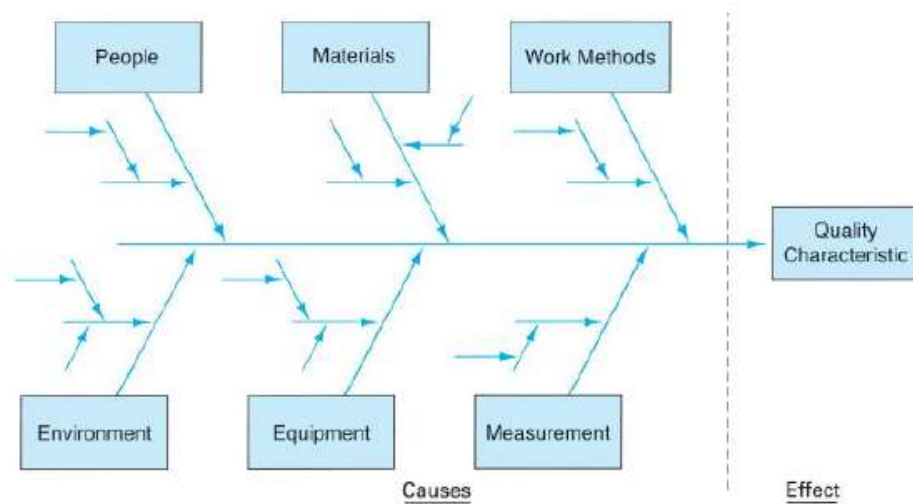 People
Materials
Work Methods
Quality
Characteristic
Environment
Equipment
Measurement
Causes
Effect